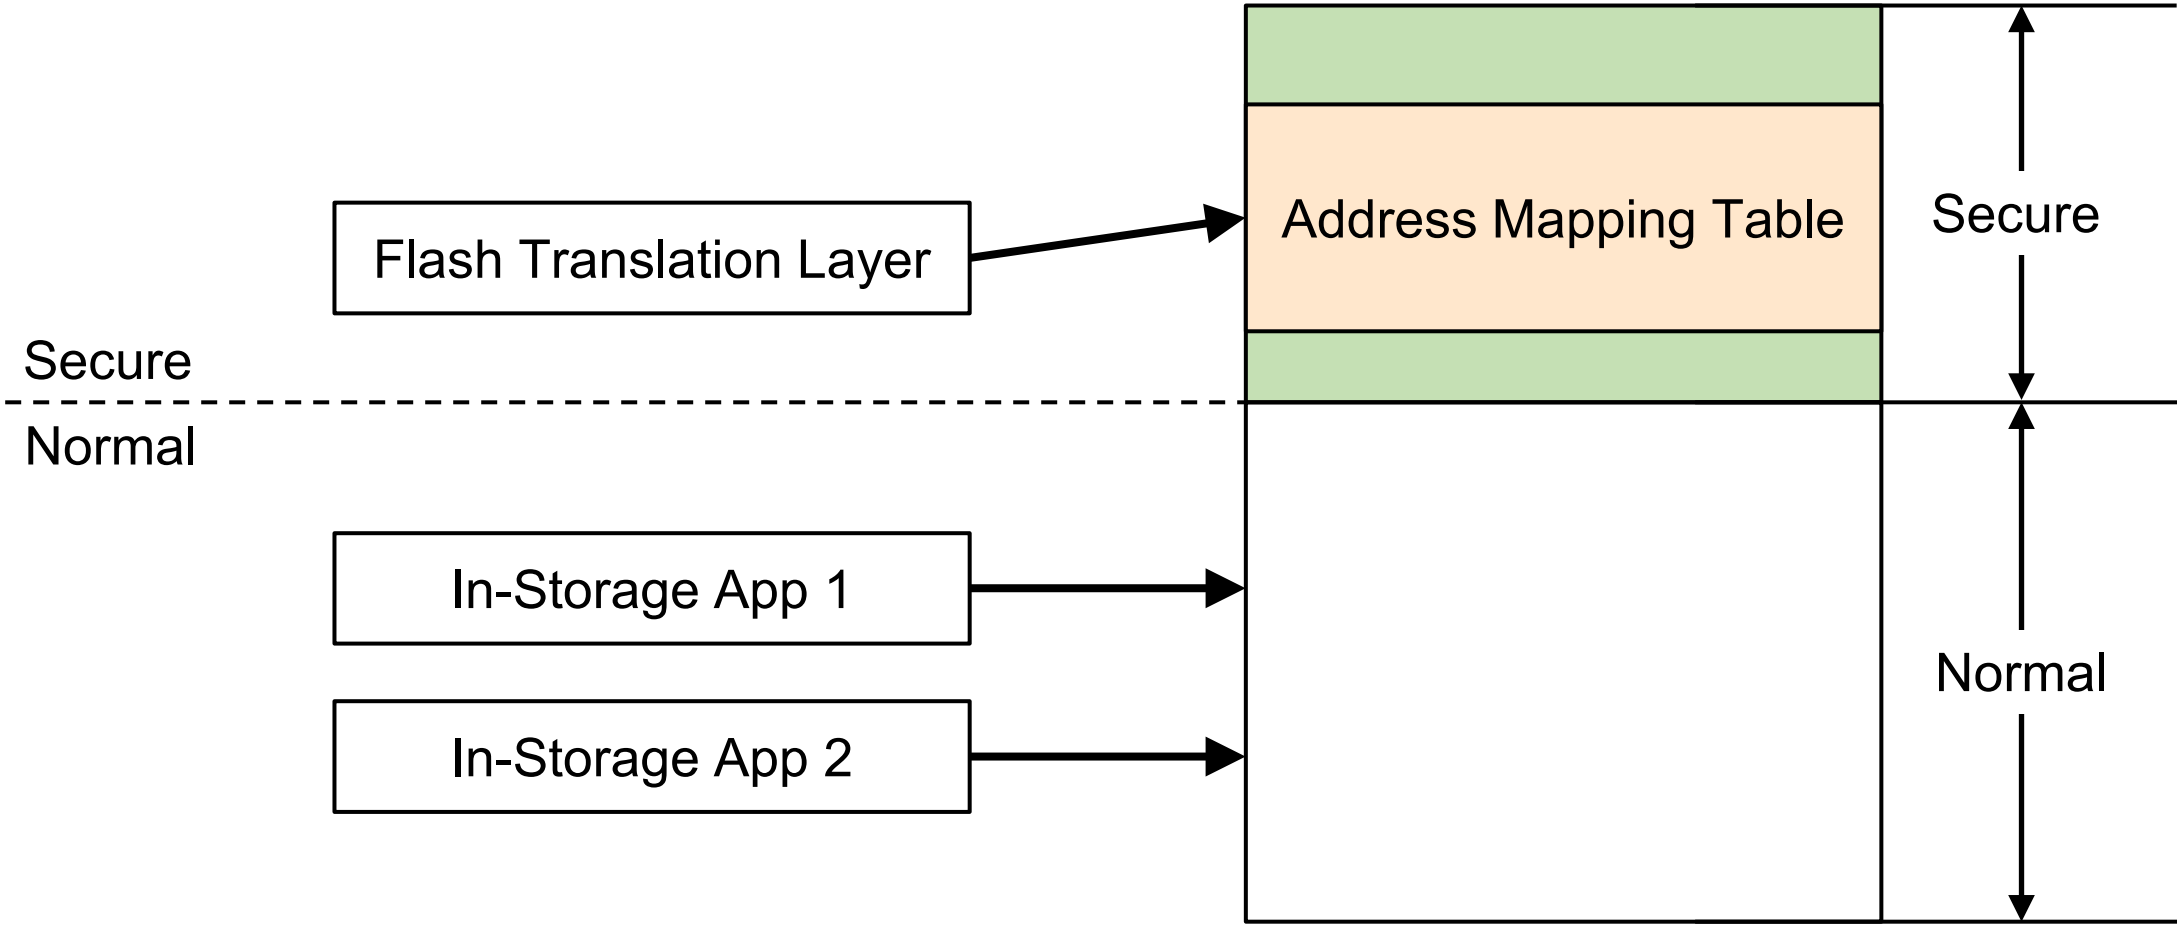 Address Mapping Table
Secure
Flash Translation Layer
Secure
Normal
In-Storage App 1
Normal
In-Storage App 2